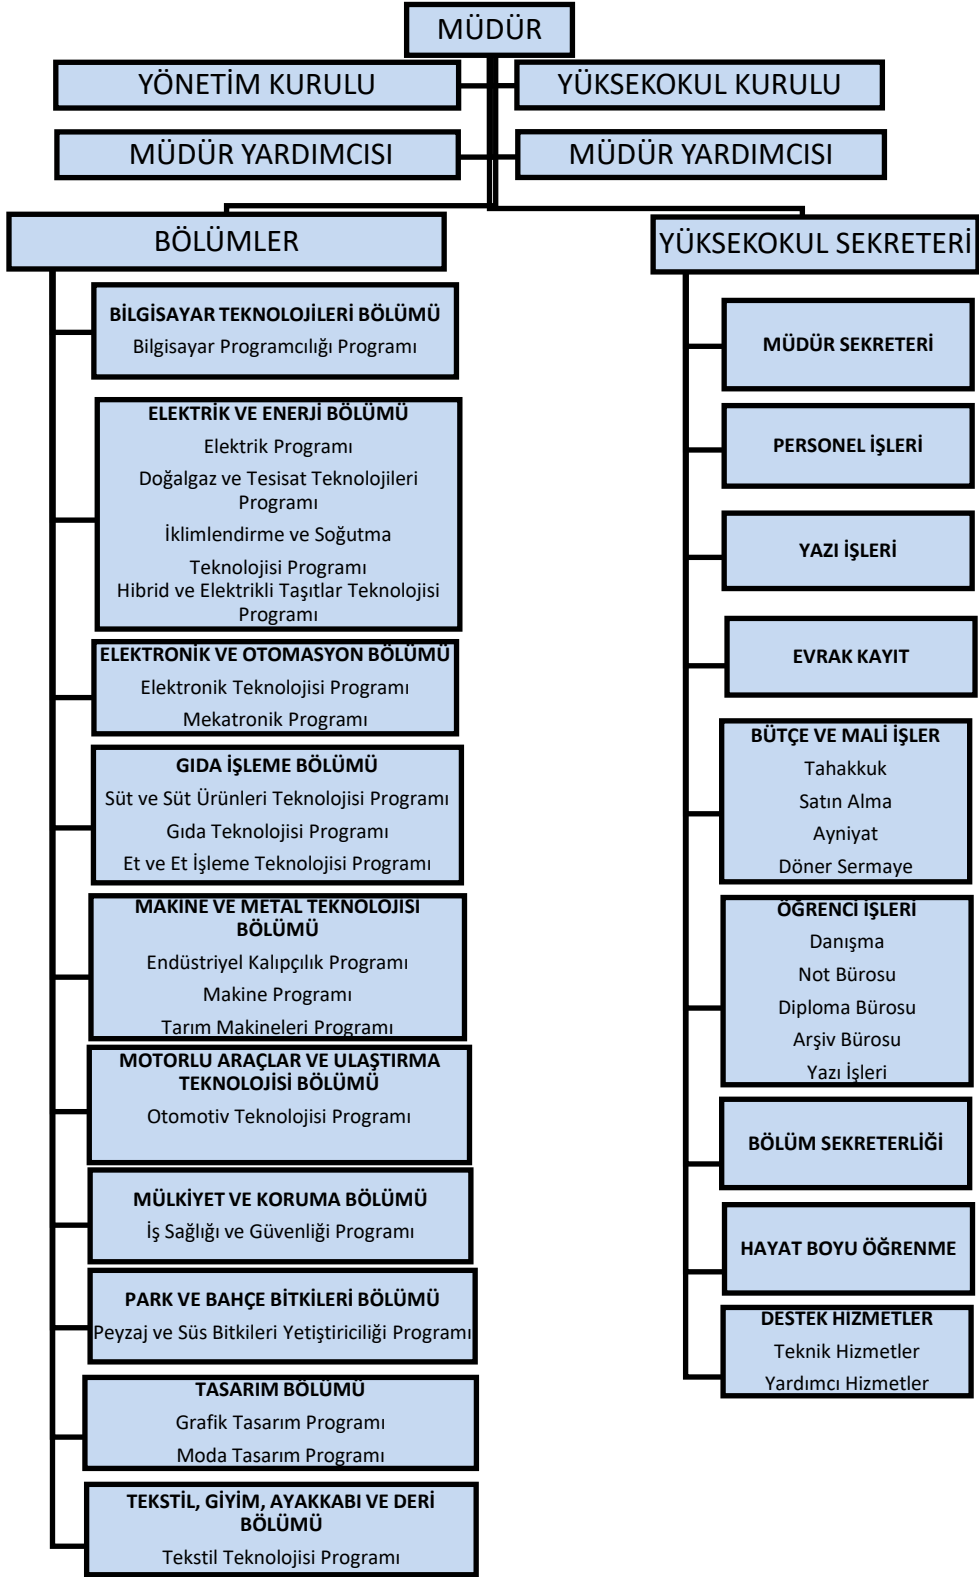 MÜDÜR
YÖNETİM KURULU
YÜKSEKOKUL KURULU
MÜDÜR YARDIMCISI
MÜDÜR YARDIMCISI
BÖLÜMLER
BİLGİSAYAR TEKNOLOJİLERİ BÖLÜMÜ
Bilgisayar Programcılığı Programı
ELEKTRİK VE ENERJİ BÖLÜMÜ
Elektrik Programı
Doğalgaz ve Tesisat Teknolojileri
Programı
İklimlendirme ve Soğutma
Teknolojisi Programı
Hibrid ve Elektrikli Taşıtlar Teknolojisi
Programı
ELEKTRONİK VE OTOMASYON BÖLÜMÜ
Elektronik Teknolojisi Programı
Mekatronik Programı
GIDA İŞLEME BÖLÜMÜ
Süt ve Süt Ürünleri Teknolojisi Programı
Gıda Teknolojisi Programı
Et ve Et İşleme Teknolojisi Programı
MAKİNE VE METAL TEKNOLOJİSİ
BÖLÜMÜ
Endüstriyel Kalıpçılık Programı
Makine Programı
Tarım Makineleri Programı
MOTORLU ARAÇLAR VE ULAŞTIRMA
TEKNOLOJİSİ BÖLÜMÜ
Otomotiv Teknolojisi Programı
MÜLKİYET VE KORUMA BÖLÜMÜ
İş Sağlığı ve Güvenliği Programı
PARK VE BAHÇE BİTKİLERİ BÖLÜMÜ
Peyzaj ve Süs Bitkileri Yetiştiriciliği Programı
TASARIM BÖLÜMÜ
Grafik Tasarım Programı
Moda Tasarım Programı
TEKSTİL, GİYİM, AYAKKABI VE DERİ
BÖLÜMÜ
Tekstil Teknolojisi Programı
YÜKSEKOKUL SEKRETERİ
MÜDÜR SEKRETERİ
PERSONEL İŞLERİ
YAZI İŞLERİ
EVRAK KAYIT
BÜTÇE VE MALİ İŞLER
Tahakkuk
Satın Alma
Ayniyat
Döner Sermaye
ÖĞRENCİ İŞLERİ
Danışma
Not Bürosu
Diploma Bürosu
Arşiv Bürosu
Yazı İşleri
BÖLÜM SEKRETERLİĞİ
HAYAT BOYU ÖĞRENME
DESTEK HİZMETLER
Teknik Hizmetler
Yardımcı Hizmetler